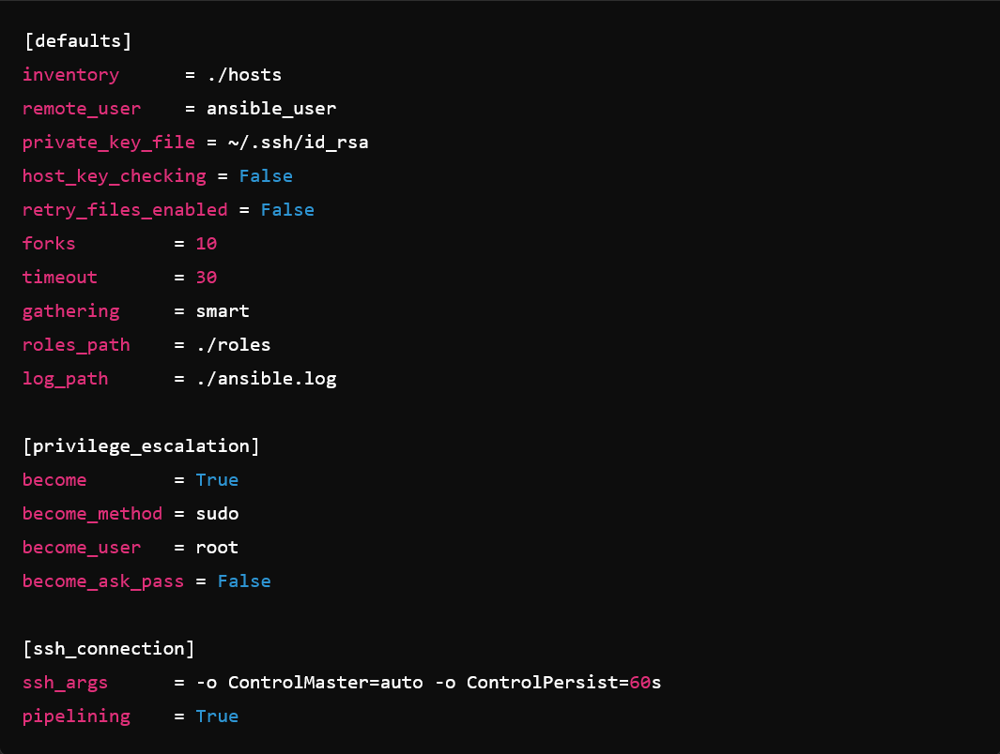 [defaults]
inventory      = ./hosts
remote_user    = ansible_user
private_key_file = ~/.ssh/id_rsa
host_key_checking = False
retry_files_enabled = False
forks         = 10
timeout       = 30
gathering     = smart
roles_path    = ./roles
log_path      = ./ansible.log

[privilege_escalation]
become        = True
become_method = sudo
become_user   = root
become_ask_pass = False

[ssh_connection]
ssh_args      = -o ControlMaster=auto -o ControlPersist=60s
pipelining    = True